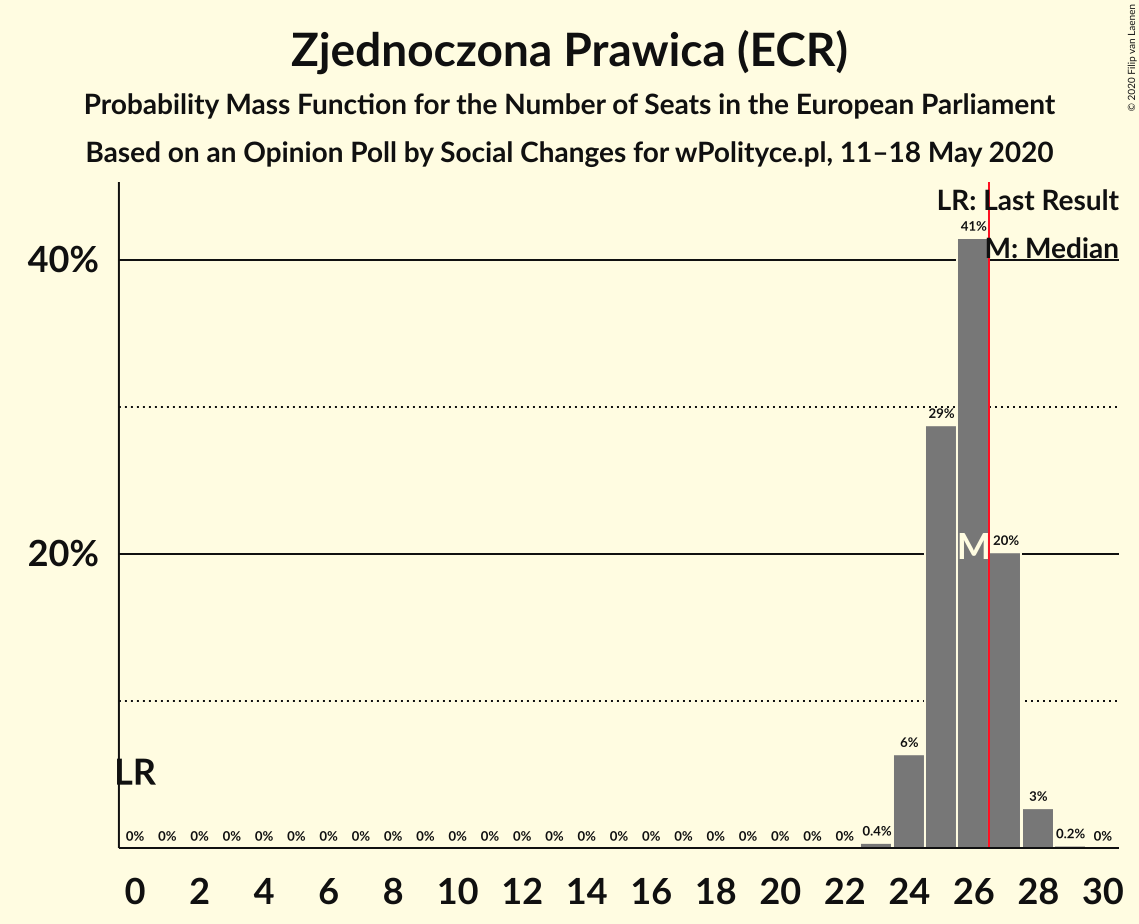 Zjednoczona Prawica (ECR)
Probability Mass Function for the Number of Seats in the European Parliament
Based on an Opinion Poll by Social Changes for wPolityce.pl, 11–18 May 2020
© 2020 Filip van Laenen
LR: Last Result
M: Median
41%
40%
29%
M
20%
20%
6%
LR
0% 0% 0% 0% 0% 0% 0% 0% 0% 0% 0% 0% 0% 0% 0% 0% 0% 0% 0% 0% 0% 0% 0% 0.4% 3% 0.2% 0%
0 2 4 6 8 10 12 14 16 18 20 22 24 26 28 30